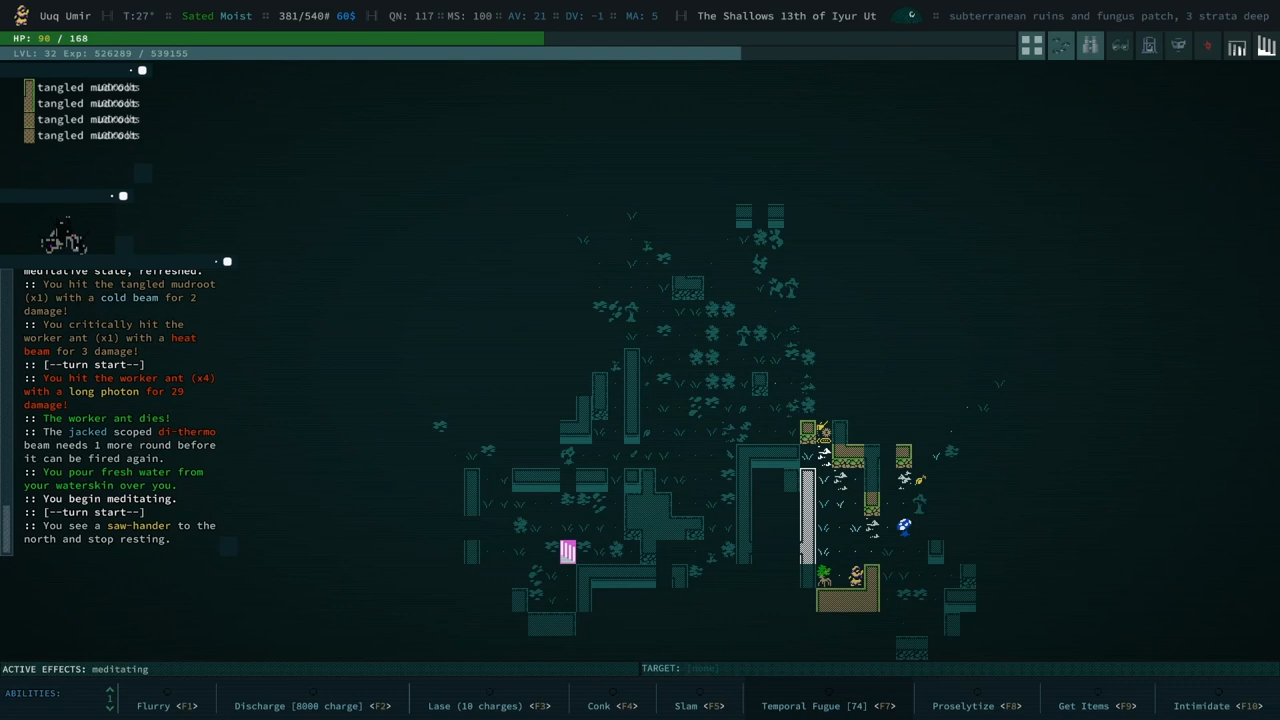 Uuq Umir T:27° Sated Moist 381/540# 60$ QN: 117 MS: 100 AV: 21 DV: -1 MA: 5 The Shallows 13th of Iyur Ut subterranean ruins and fungus patch, 3 strata deep
HP: 90 / 168
LVL: 32 Exp: 526289 / 539155
tangled mudroots
tangled mudroots
tangled mudroots
tangled mudroots
meditative state, refreshed.
:: You hit the tangled mudroot
(x1) with a cold beam for 2
damage!
:: You critically hit the
worker ant (x1) with a heat
beam for 3 damage!
:: [--turn start--]
:: You hit the worker ant (x4)
with a long photon for 29
damage!
:: The worker ant dies!
:: The jacked scoped di-thermo
beam needs 1 more round before
it can be fired again.
:: You pour fresh water from
your waterskin over you.
:: You begin meditating.
:: [--turn start--]
:: You see a saw-hander to the
north and stop resting.
ACTIVE EFFECTS: meditating
TARGET: [none]
ABILITIES: 1 Flurry <F1> Discharge [8000 charge] <F2> Lase (10 charges) <F3> Conk <F4> Slam <F5> Temporal Fugue [74] <F7> Proselytize <F8> Get Items <F9> Intimidate <F10>